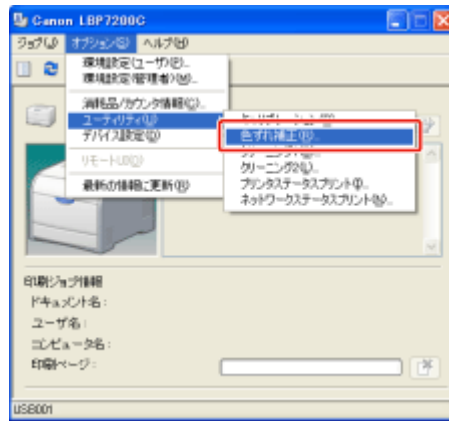 Canon LBP7200C
ジョブ(J) オプション(S) ヘルプ(H)
環境設定(ユーザ)(E)...
環境設定(管理者)(M)...
消耗品/カウンタ情報(C)...
ユーティリティ(U)
デバイス設定(D)
リモートUI(Q)
最新の情報に更新(R)
色ずれ補正(R)...
クリーニング2(L)...
プリンタステータスプリント(I)...
ネットワークステータスプリント(N)...
印刷ジョブ情報
ドキュメント名:
ユーザ名:
コンピュータ名:
印刷ページ:
USB001